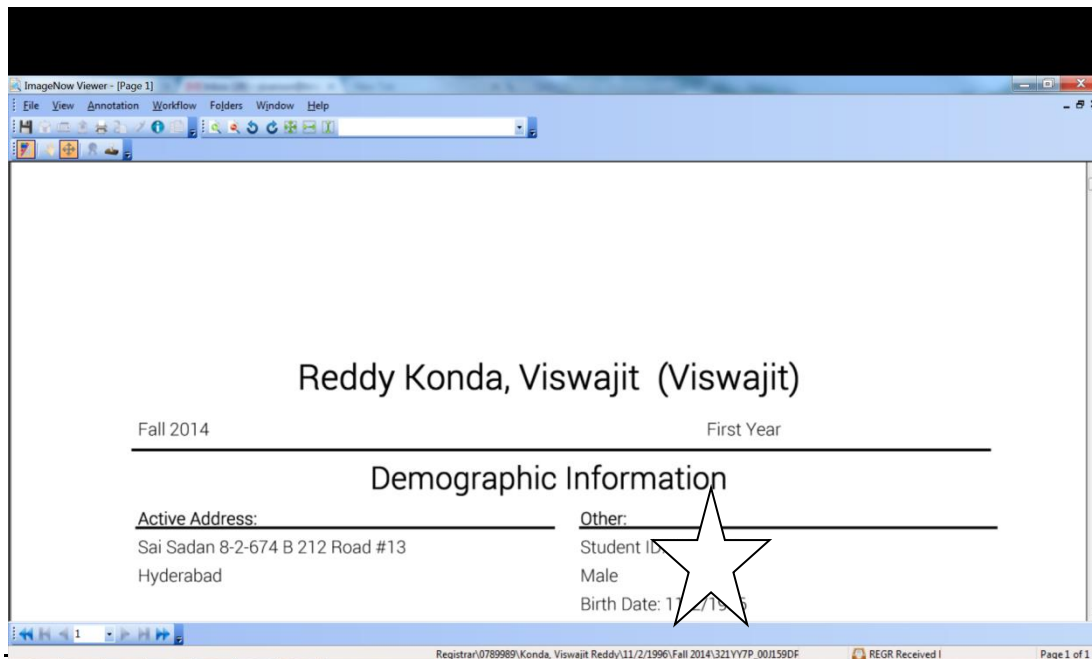 ImageNow Viewer - [Page 1]
File View Annotation Workflow Folders Window Help
Reddy Konda, Viswajit (Viswajit)
Fall 2014 First Year
Demographic Information
Active Address: Other:
Sai Sadan 8-2-674 B 212 Road #13 Student ID
Hyderabad Male
Birth Date:
1
Registrar\0789989\Konda, Viswajit Reddy\11/2/1996\Fall 2014\321YY7P_00J159DF REGR Received Page 1 of 1